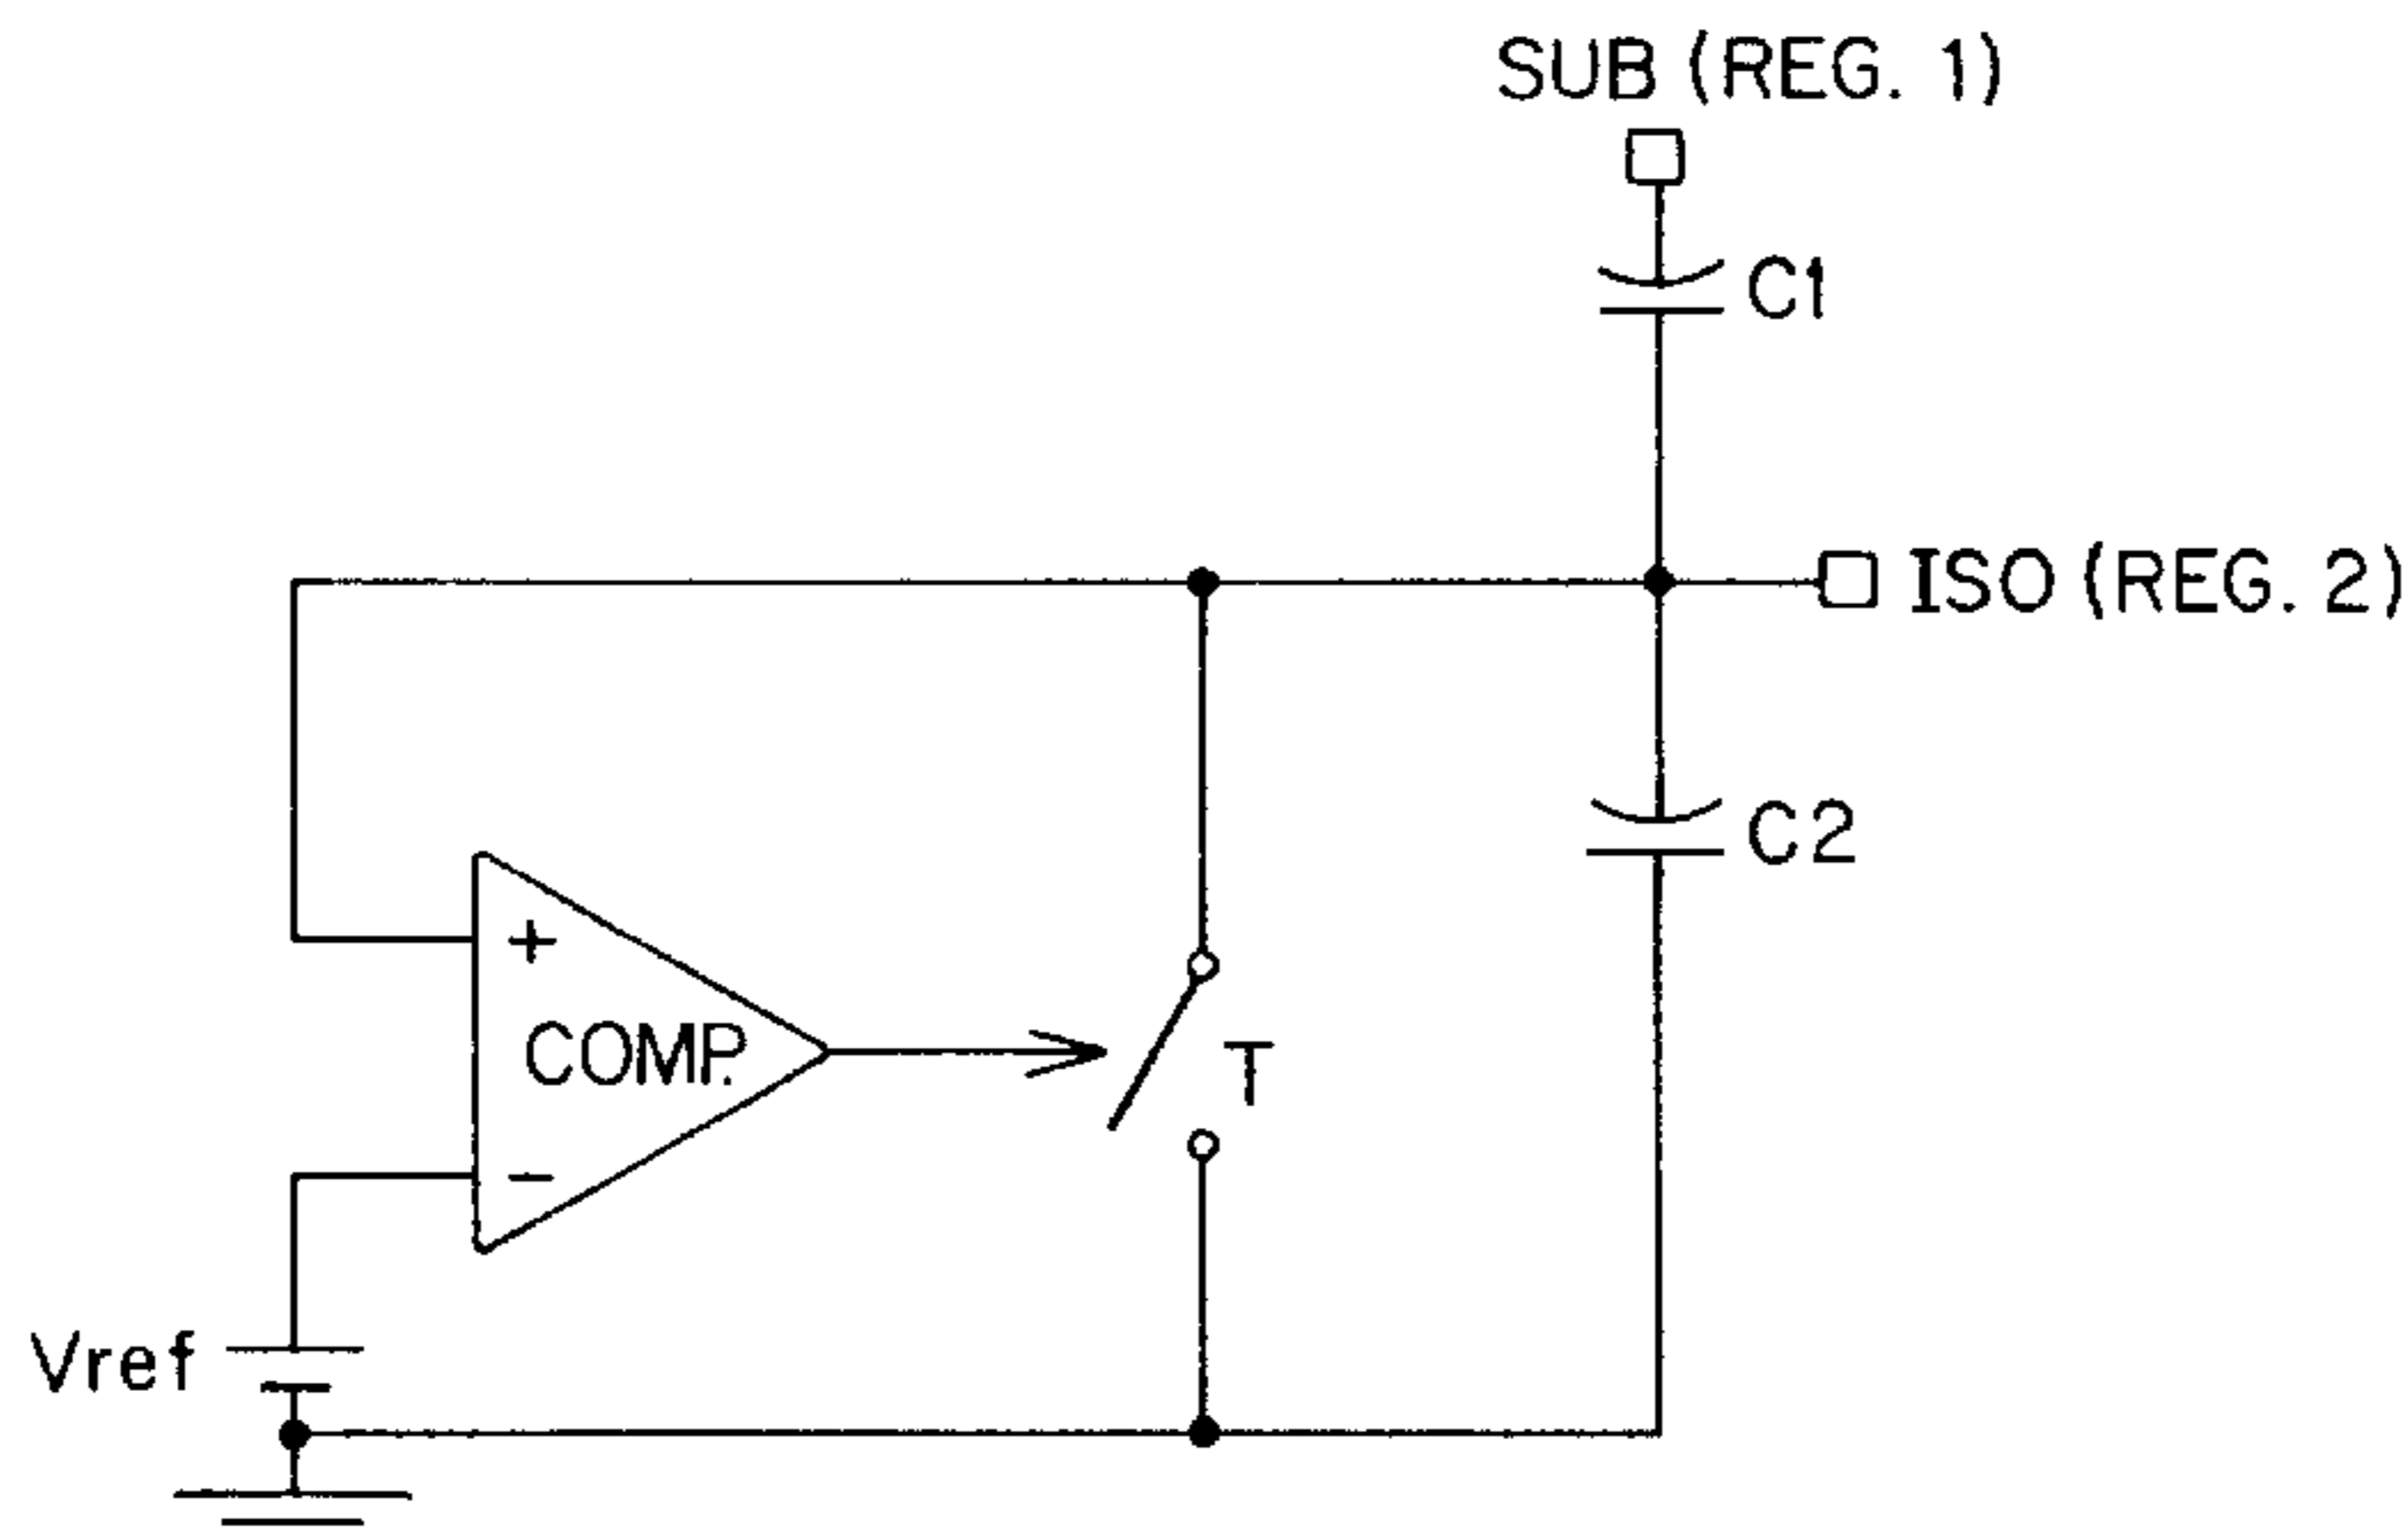 SUB (REG. 1)
C1
ISO (REG. 2)
C2
+
COMP.
T
−
Vref